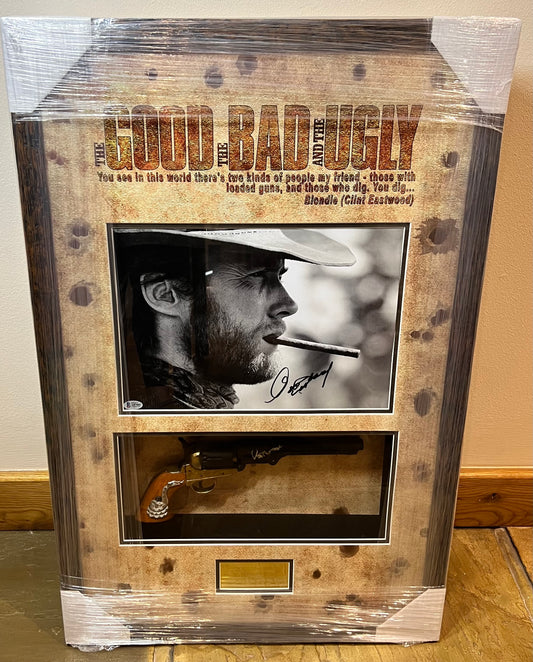 THE GOOD THE BAD AND THE UGLY
You see in this world there's two kinds of people my friend - those with
loaded guns, and those who dig. You dig...
Blondie (Clint Eastwood)